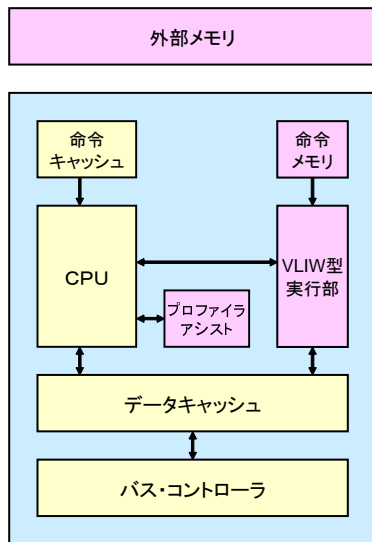 外部メモリ
命令
キャッシュ
命令
メモリ
CPU
VLIW型
実行部
プロファイラ
アシスト
データキャッシュ
バス・コントローラ